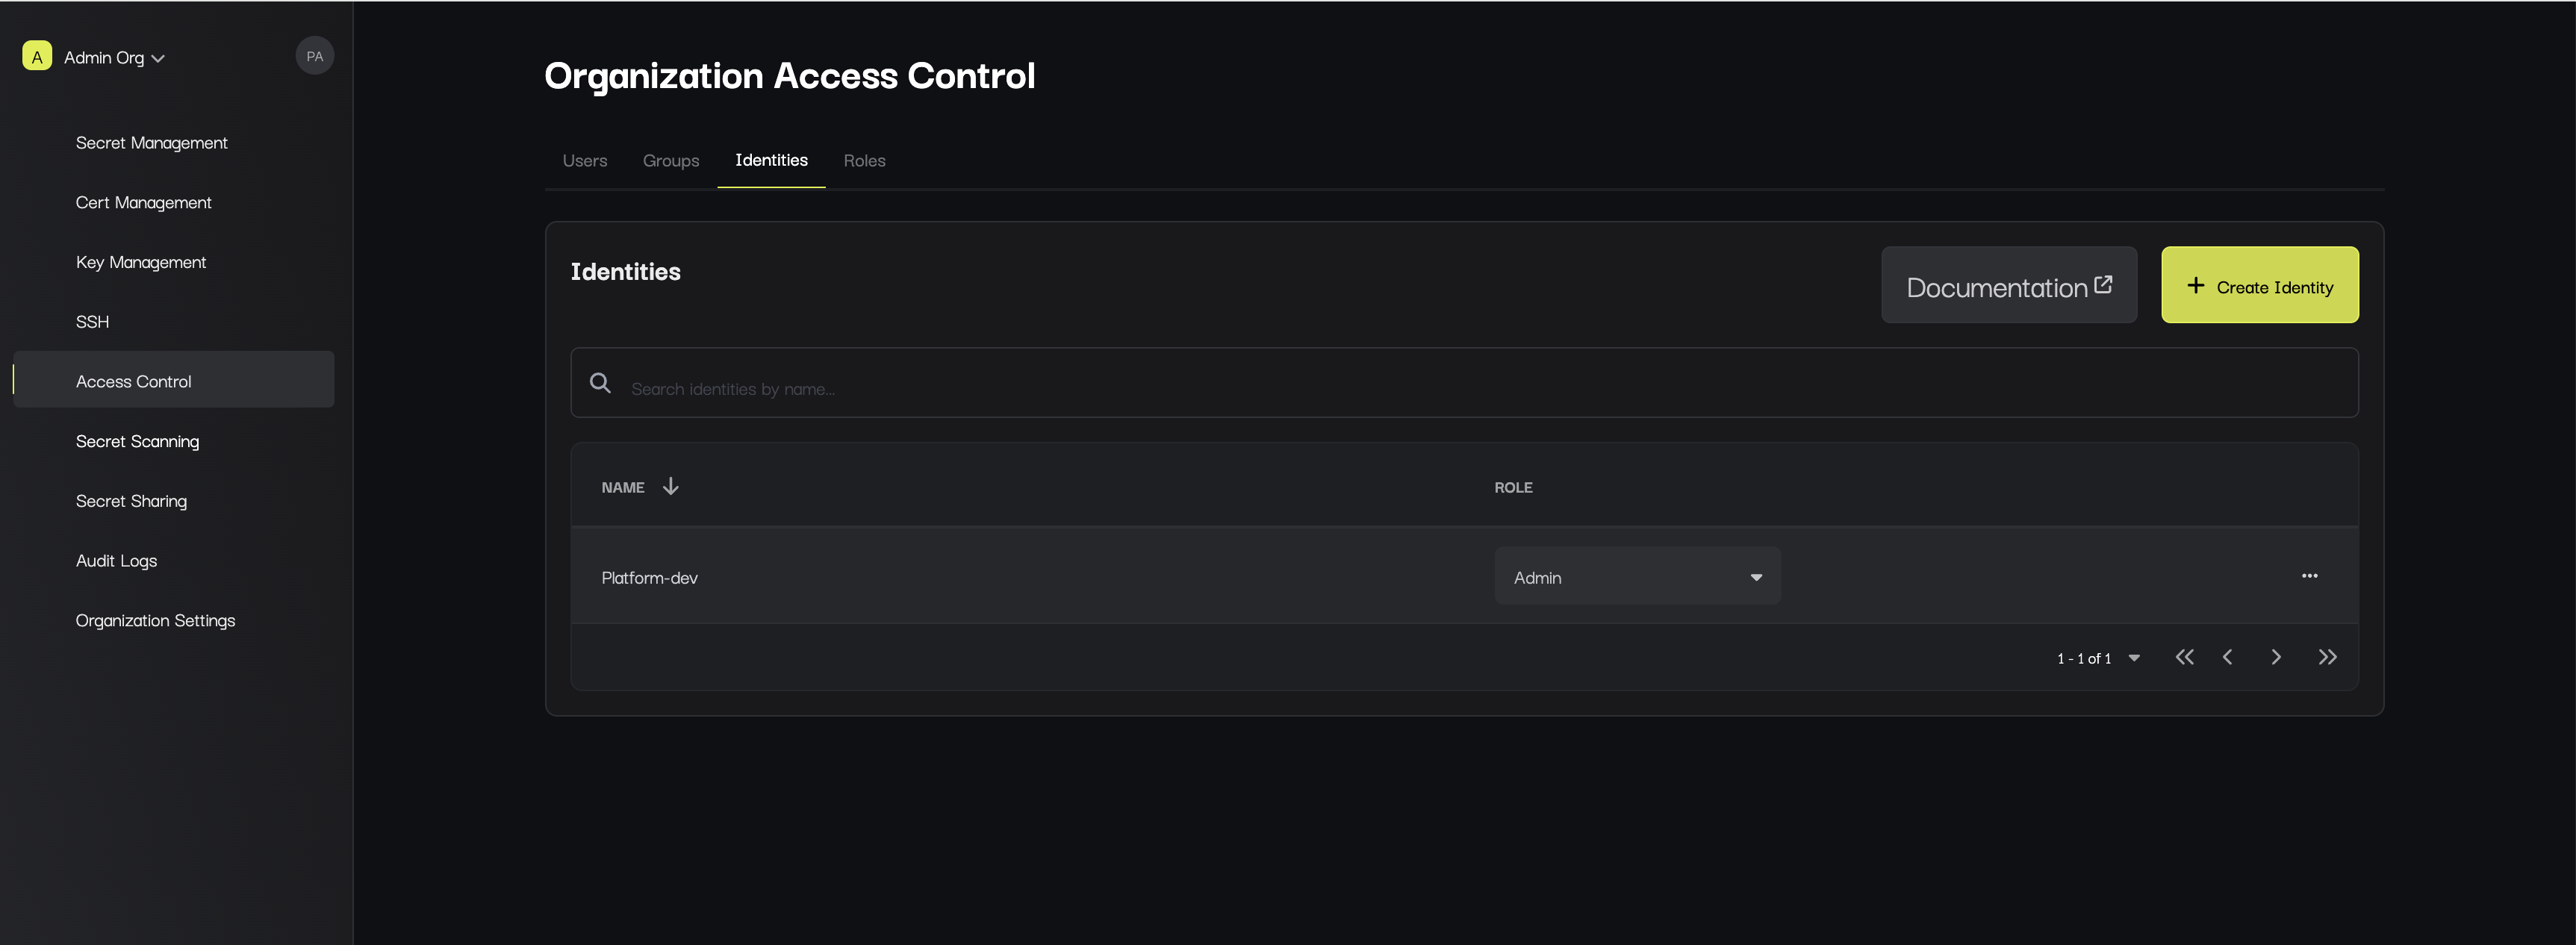 A Admin Org PA
Secret Management
Cert Management
Key Management
SSH
Access Control
Secret Scanning
Secret Sharing
Audit Logs
Organization Settings
Organization Access Control
Users Groups Identities Roles
Identities
Documentation
Create Identity
Search identities by name...
NAME ROLE
Platform-dev Admin
1 - 1 of 1